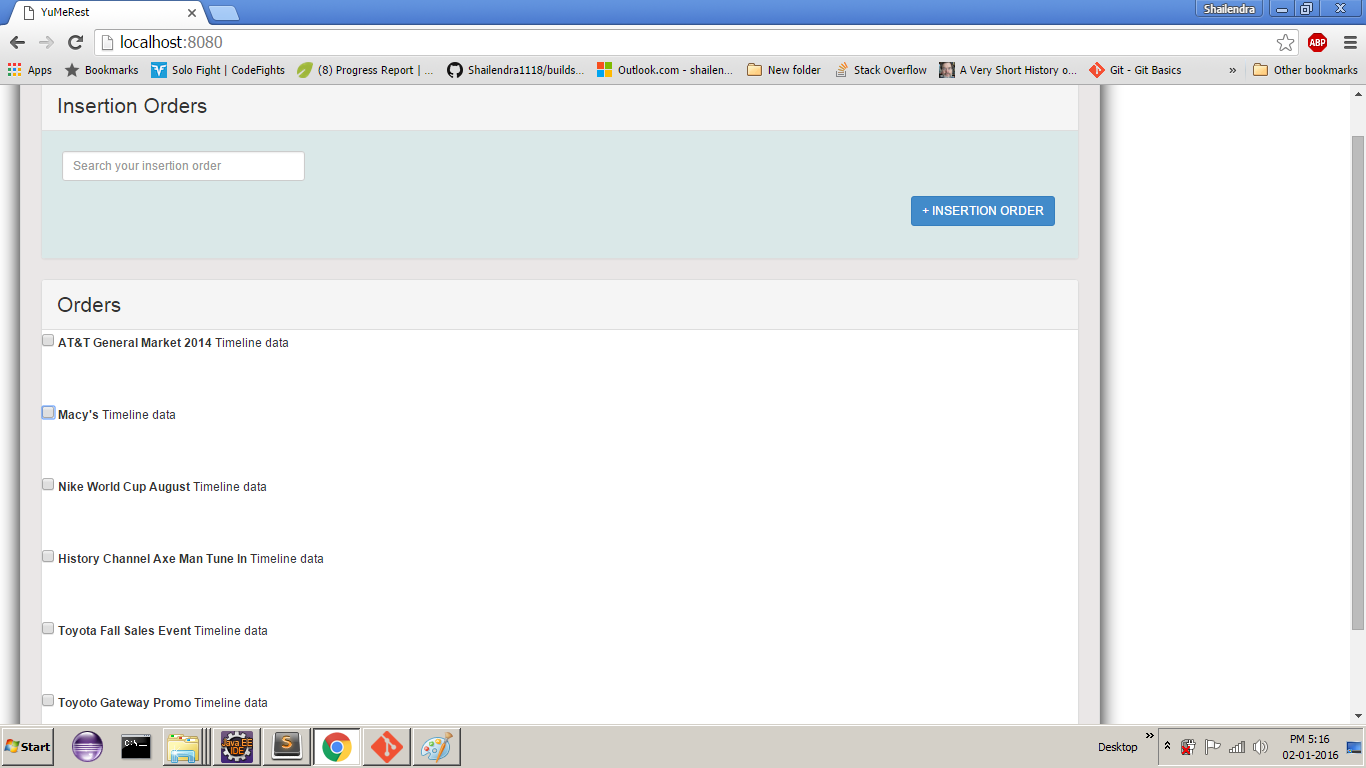 YuMeRest
Shailendra
localhost:8080
ABP
Apps
Bookmarks
Solo Fight | CodeFights
(8) Progress Report | ...
Shailendra1118/builds...
Outlook.com - shailen...
New folder
Stack Overflow
A Very Short History o...
Git - Git Basics
»
Other bookmarks
Insertion Orders
Search your insertion order
+ INSERTION ORDER
Orders
AT&T General Market 2014 Timeline data
Macy's Timeline data
Nike World Cup August Timeline data
History Channel Axe Man Tune In Timeline data
Toyota Fall Sales Event Timeline data
Toyoto Gateway Promo Timeline data
Start
C:\
Java EE
IDE
S
Desktop
»
PM 5:16
02-01-2016